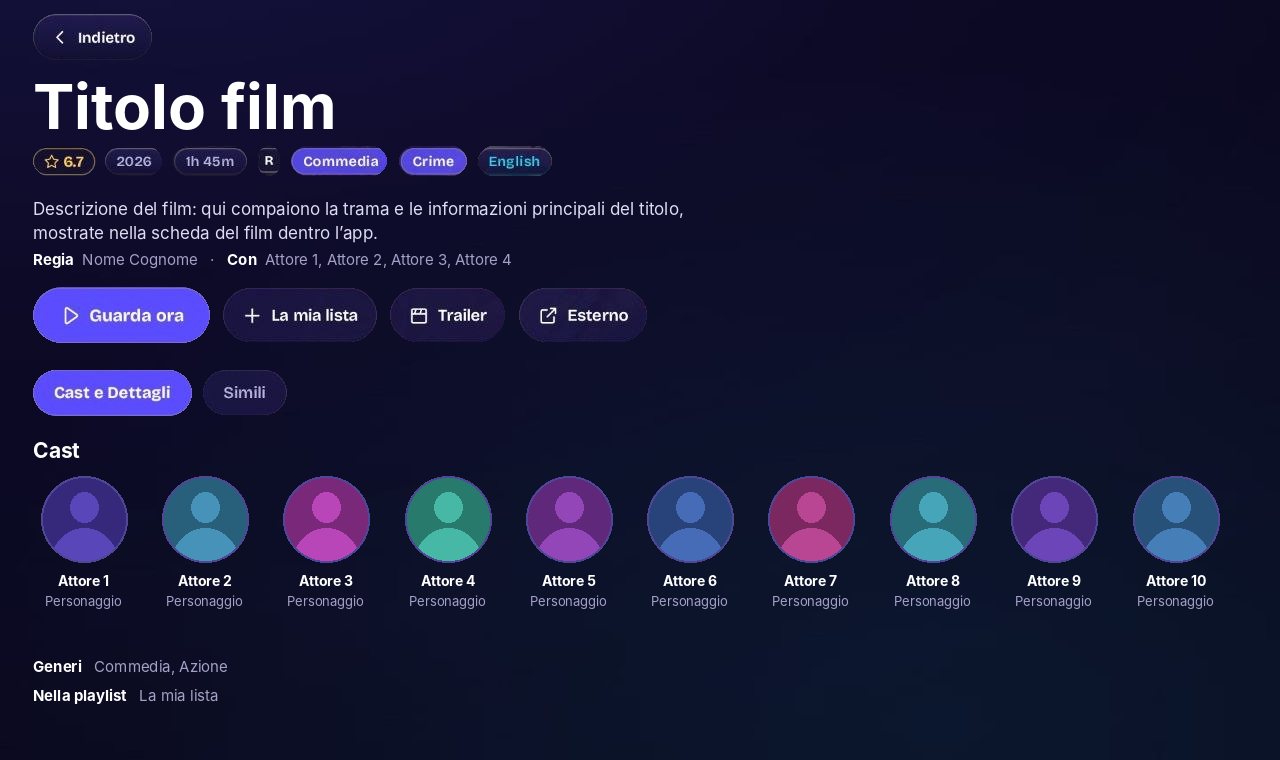 Indietro
Titolo film
6.7 2026 1h 45m R Commedia Crime English
Descrizione del film: qui compaiono la trama e le informazioni principali del titolo,
mostrate nella scheda del film dentro l’app.
Regia Nome Cognome · Con Attore 1, Attore 2, Attore 3, Attore 4
Guarda ora La mia lista Trailer Esterno
Cast e Dettagli Simili
Cast
Attore 1 Attore 2 Attore 3 Attore 4 Attore 5 Attore 6 Attore 7 Attore 8 Attore 9 Attore 10
Personaggio Personaggio Personaggio Personaggio Personaggio Personaggio Personaggio Personaggio Personaggio Personaggio
Generi Commedia, Azione
Nella playlist La mia lista